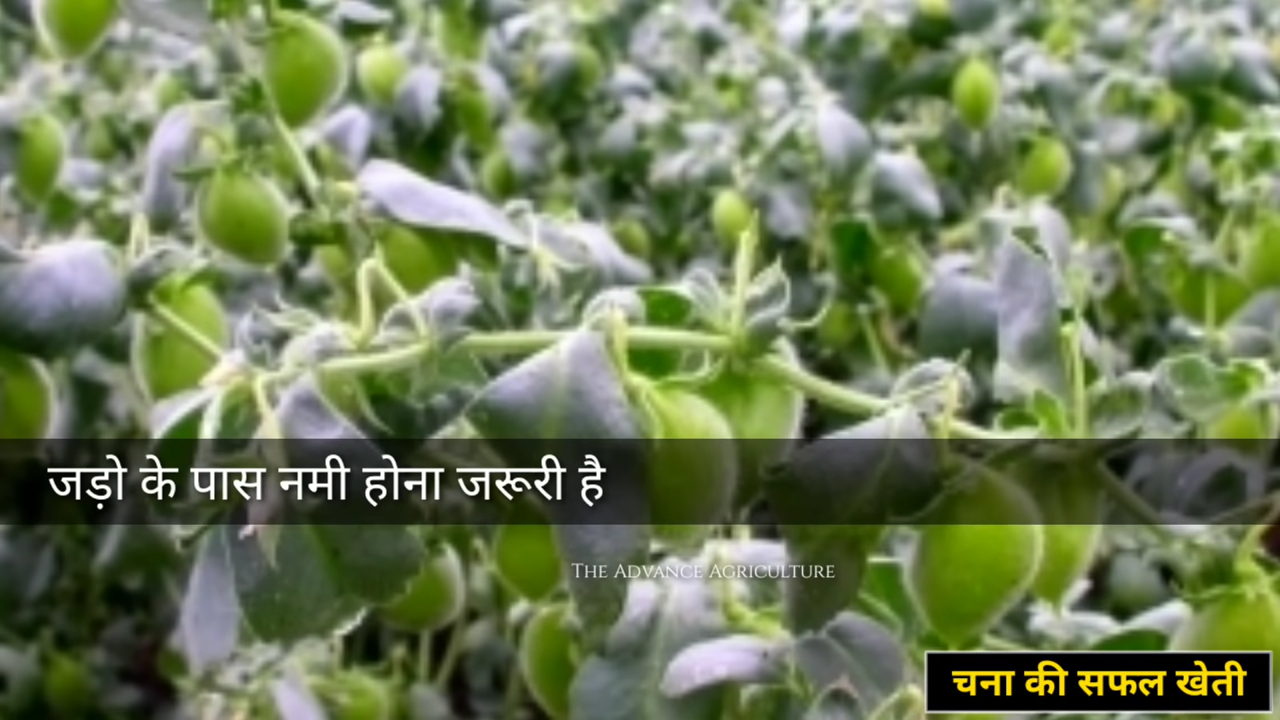 जड़ो के पास नमी होना जरूरी है
THE ADVANCE AGRICULTURE
चना की सफल खेती